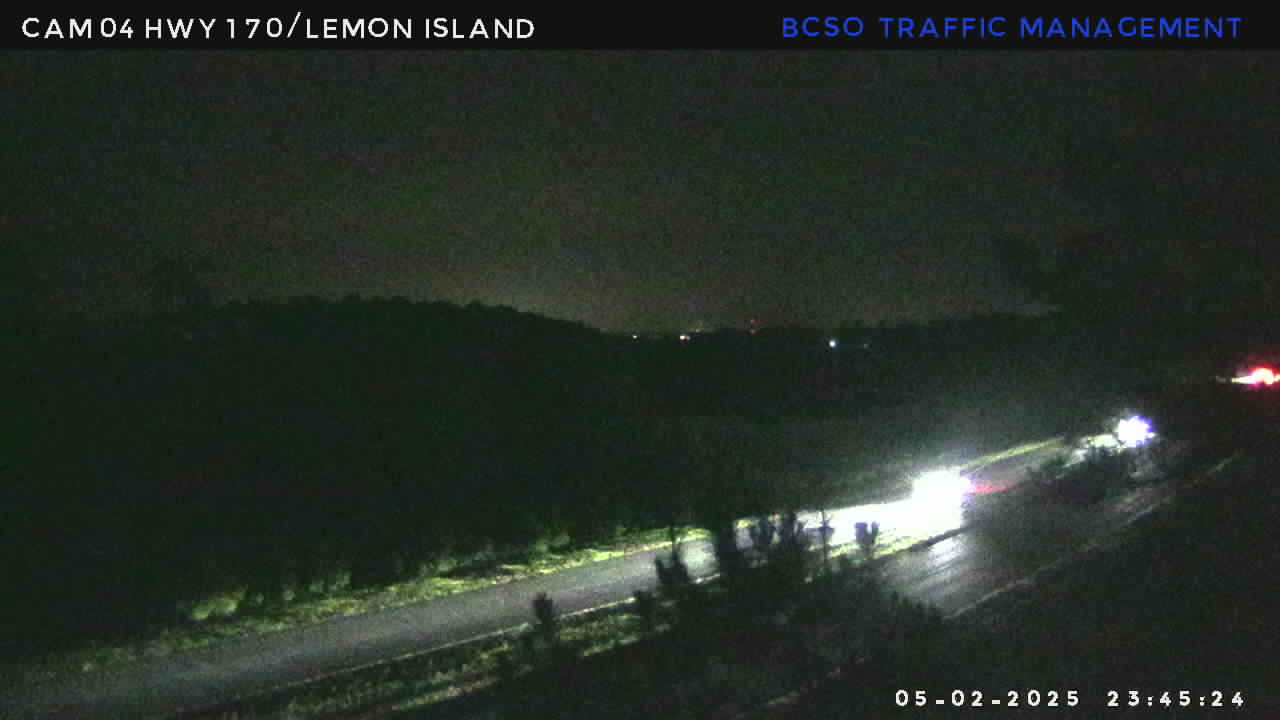 CAM04 HWY 170/LEMON ISLAND
BCSO TRAFFIC MANAGEMENT
05-02-2025 23:45:24